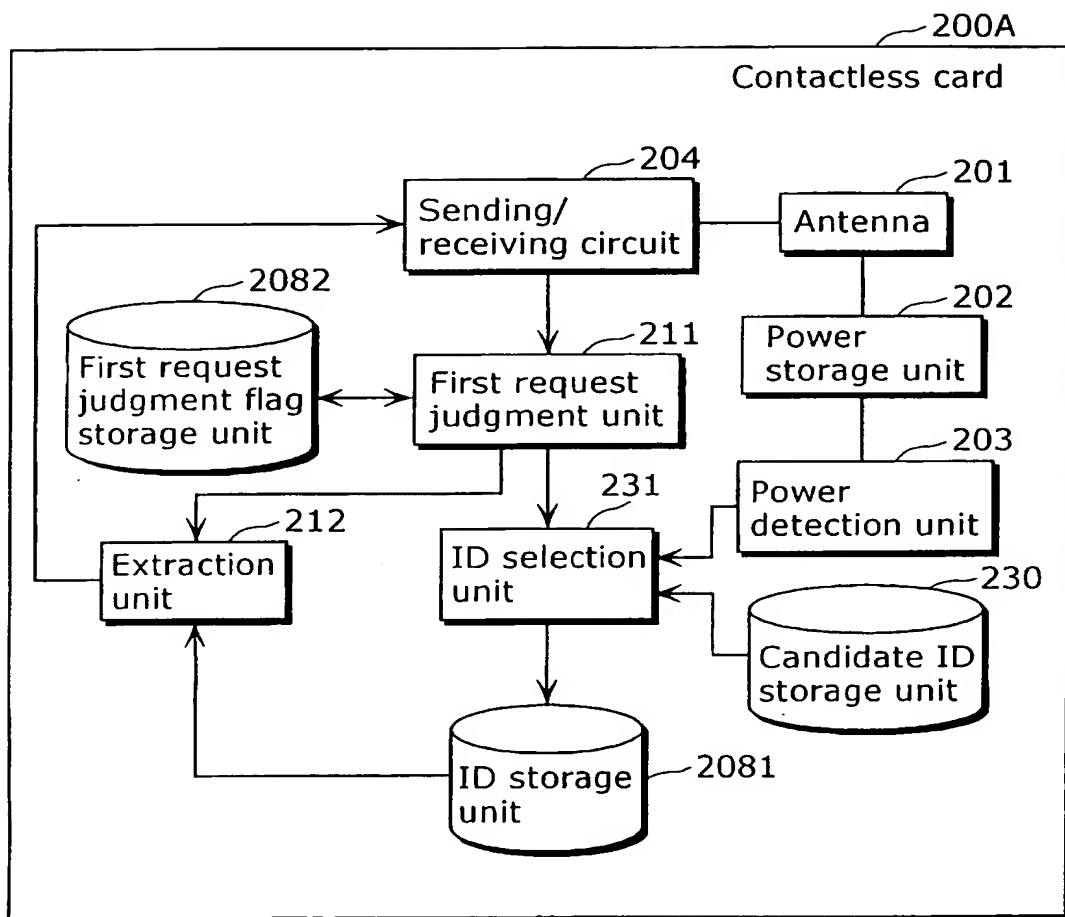 200A
Contactless card
204
Sending/
receiving circuit
201
Antenna
2082
First request
judgment flag
storage unit
211
First request
judgment unit
202
Power
storage unit
203
Power
detection unit
212
Extraction
unit
231
ID selection
unit
230
Candidate ID
storage unit
ID storage
unit
2081